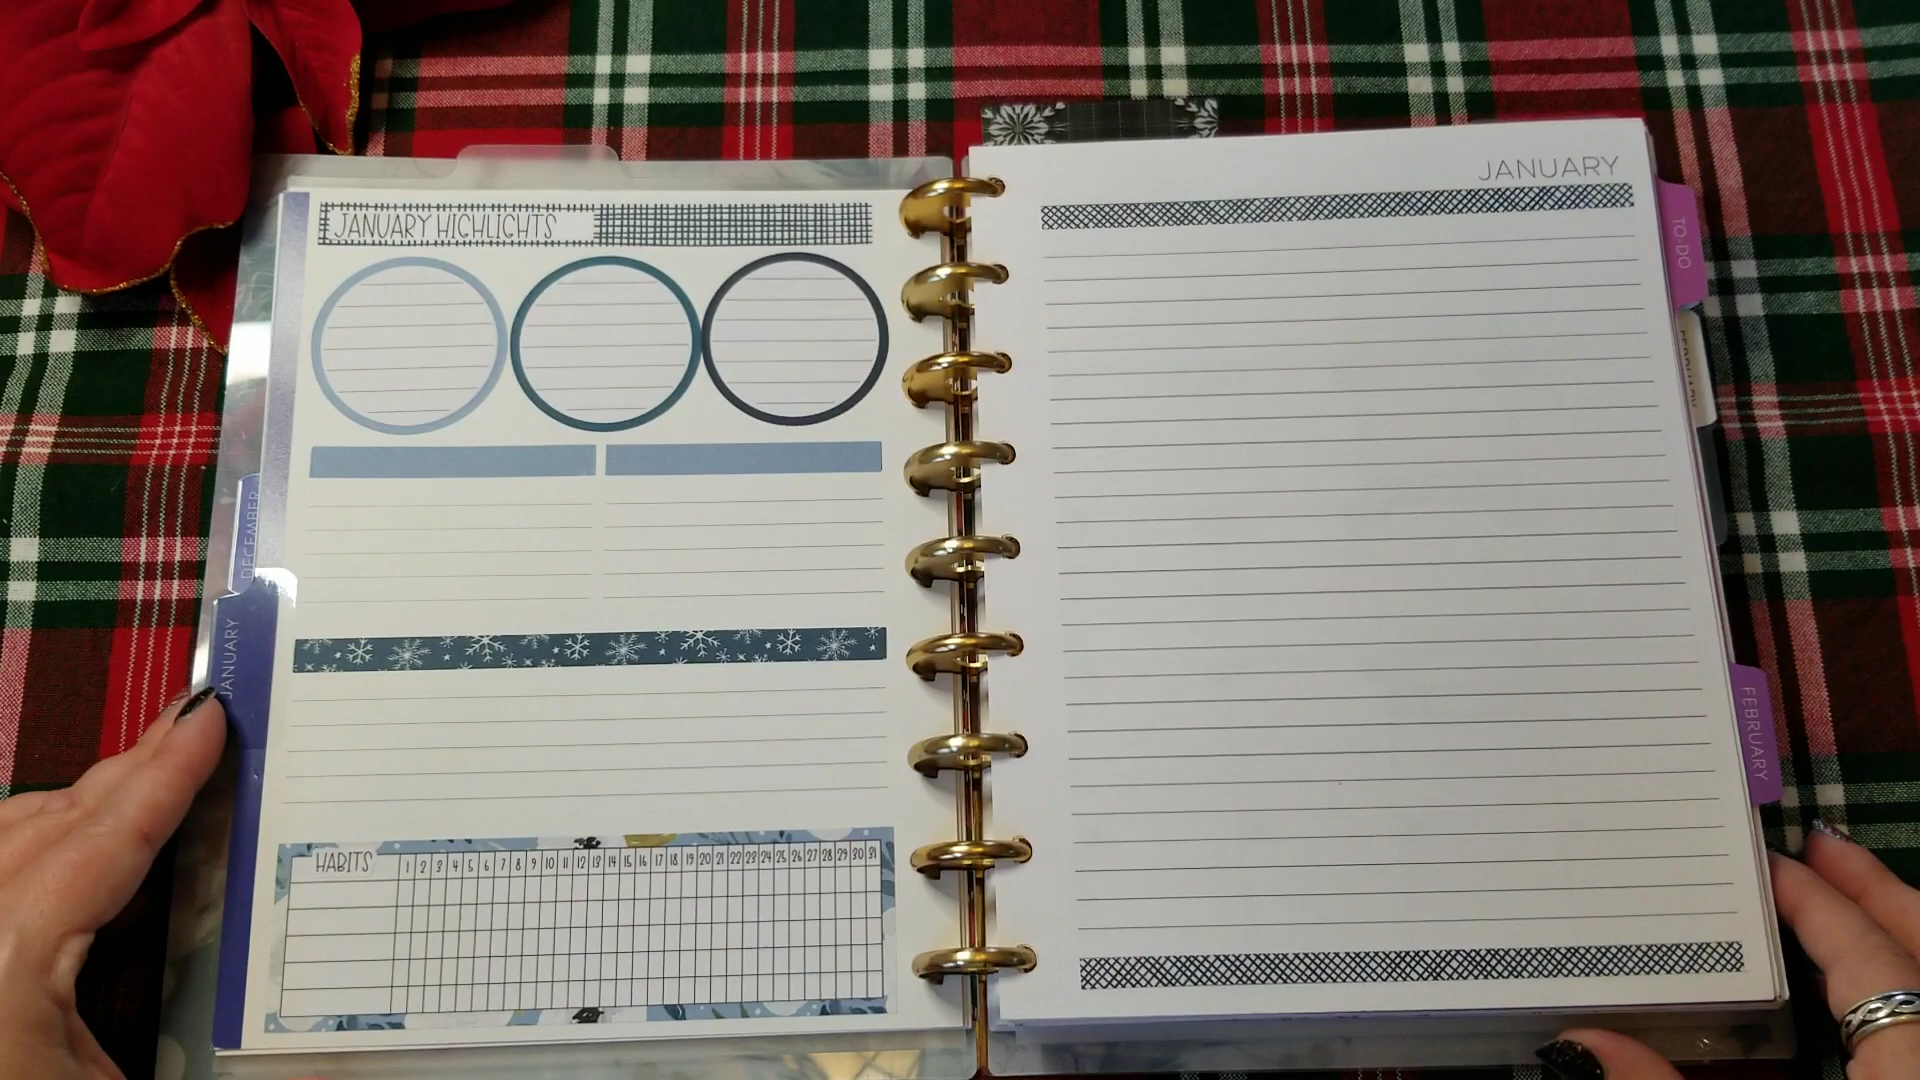 JANUARY HIGHLIGHTS
HABITS 1 2 3 4 5 6 7 8 9 10 11 12 13 14 15 16 17 18 19 20 21 22 23 24 25 26 27 28 29 30 31
DECEMBER
JANUARY
JANUARY
TO-DO
FEBRUARY
FEBRUARY